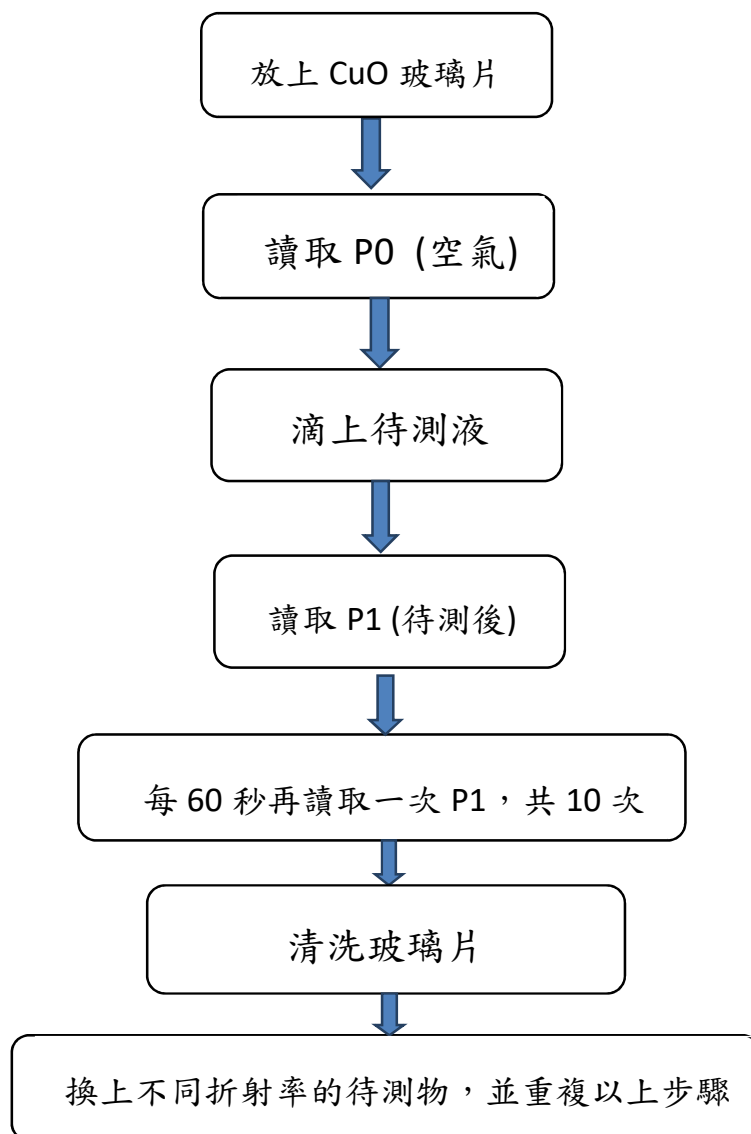 放上 CuO 玻璃片
讀取 P0 (空氣)
滴上待測液
讀取 P1 (待測後)
每 60 秒再讀取一次 P1，共 10 次
清洗玻璃片
換上不同折射率的待測物，並重複以上步驟